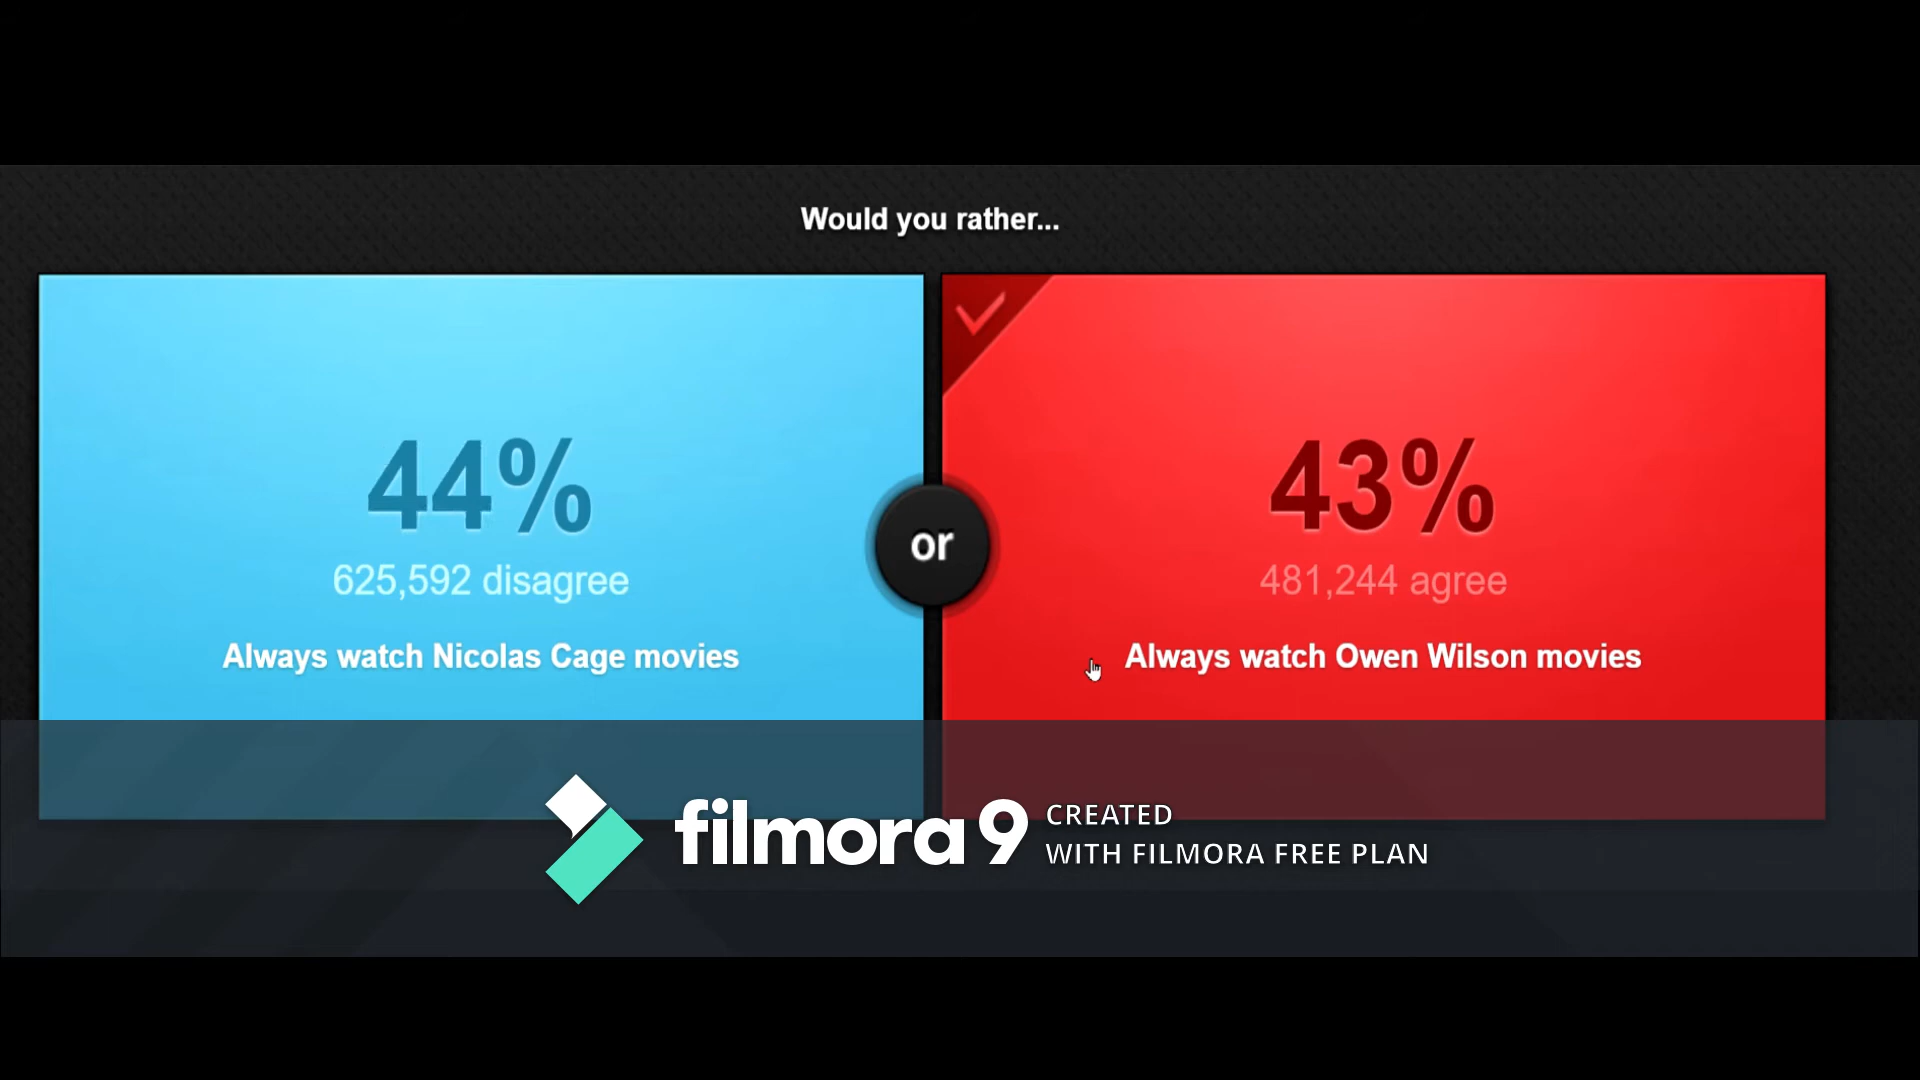 Would you rather...
44%
625,592 disagree
Always watch Nicolas Cage movies
or
43%
481,244 agree
Always watch Owen Wilson movies
filmora9
CREATED
WITH FILMORA FREE PLAN